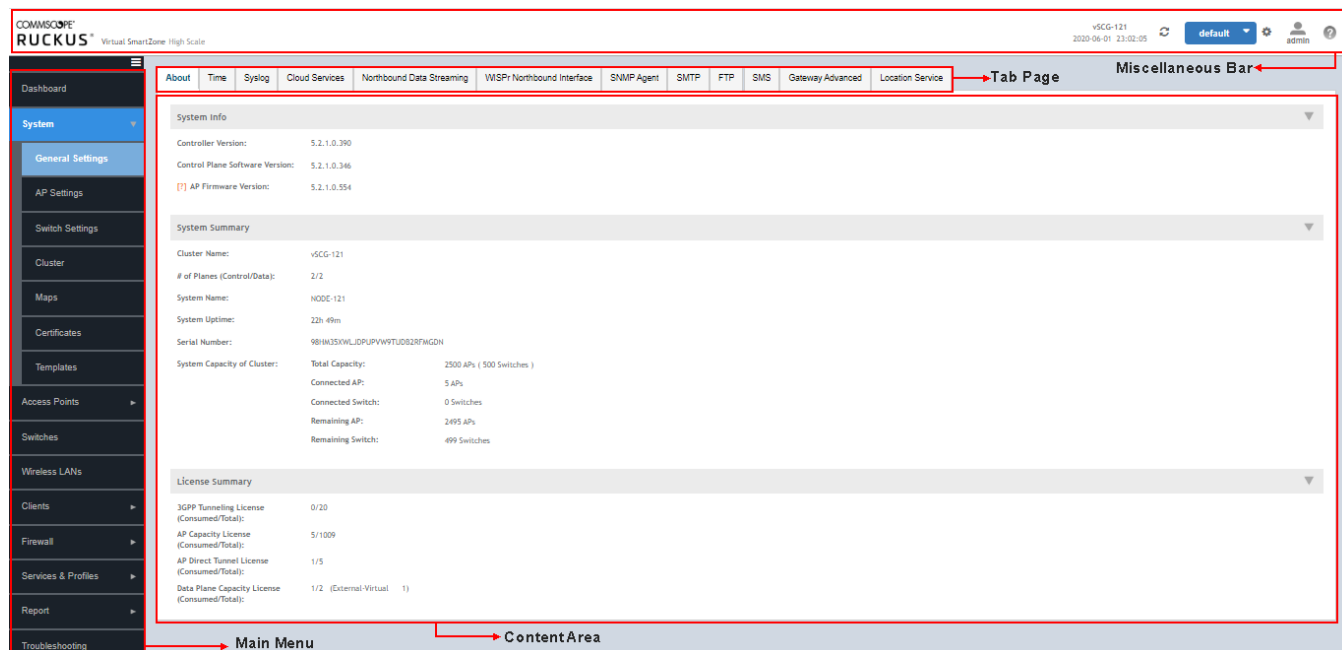 COMMSCOPE®
RUCKUS® Virtual SmartZone High Scale
vSCG-121
2020-06-01 23:02:05
default
admin
Miscellaneous Bar
About Time Syslog Cloud Services Northbound Data Streaming WISPr Northbound Interface SNMP Agent SMTP FTP SMS Gateway Advanced Location Service
Tab Page
Dashboard
System
General Settings
AP Settings
Switch Settings
Cluster
Maps
Certificates
Templates
Access Points
Switches
Wireless LANs
Clients
Firewall
Services & Profiles
Report
Troubleshooting
Main Menu
System Info
Controller Version: 5.2.1.0.390
Control Plane Software Version: 5.2.1.0.346
[?] AP Firmware Version: 5.2.1.0.554
System Summary
Cluster Name: vSCG-121
# of Planes (Control/Data): 2/2
System Name: NODE-121
System Uptime: 22h 49m
Serial Number: 98HM35XWLJDPUPVW9TUDB2RFMGDN
System Capacity of Cluster: Total Capacity: 2500 APs ( 500 Switches )
Connected AP: 5 APs
Connected Switch: 0 Switches
Remaining AP: 2495 APs
Remaining Switch: 499 Switches
License Summary
3GPP Tunneling License
(Consumed/Total): 0/20
AP Capacity License
(Consumed/Total): 5/1009
AP Direct Tunnel License
(Consumed/Total): 1/5
Data Plane Capacity License
(Consumed/Total): 1/2 (External-Virtual 1)
Content Area